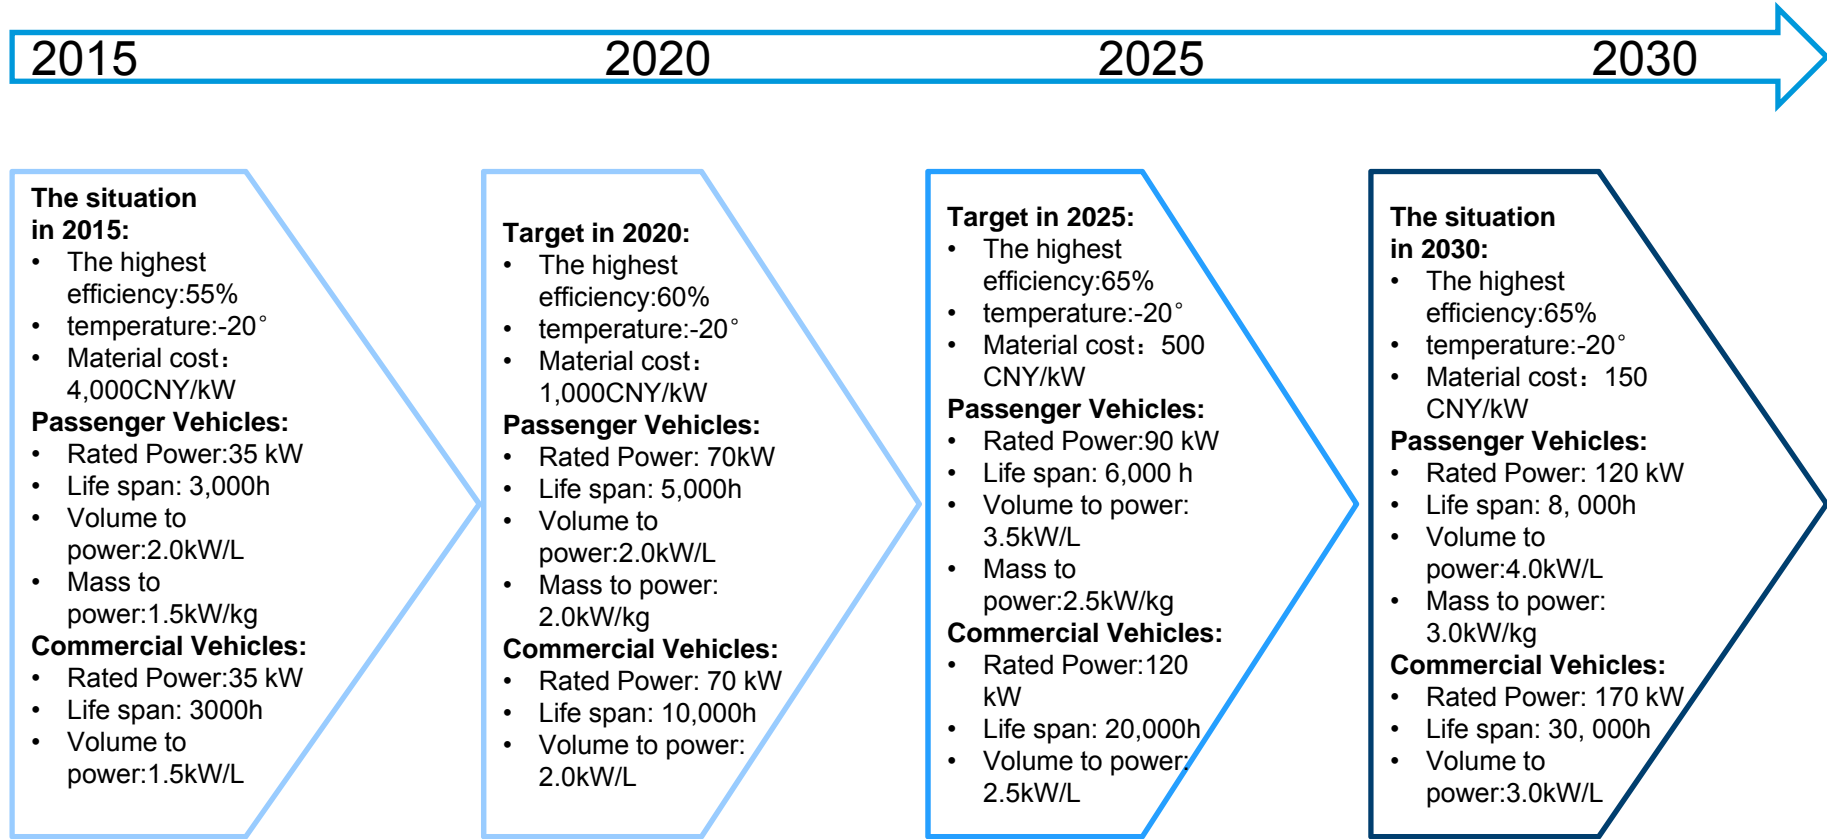 2015 2020 2025 2030
The situation
in 2015:
• The highest
efficiency:55%
• temperature:-20°
• Material cost：
4,000CNY/kW
Passenger Vehicles:
• Rated Power:35 kW
• Life span: 3,000h
• Volume to
power:2.0kW/L
• Mass to
power:1.5kW/kg
Commercial Vehicles:
• Rated Power:35 kW
• Life span: 3000h
• Volume to
power:1.5kW/L
Target in 2020:
• The highest
efficiency:60%
• temperature:-20°
• Material cost：
1,000CNY/kW
Passenger Vehicles:
• Rated Power: 70kW
• Life span: 5,000h
• Volume to
power:2.0kW/L
• Mass to power:
2.0kW/kg
Commercial Vehicles:
• Rated Power: 70 kW
• Life span: 10,000h
• Volume to power:
2.0kW/L
Target in 2025:
• The highest
efficiency:65%
• temperature:-20°
• Material cost：500
CNY/kW
Passenger Vehicles:
• Rated Power:90 kW
• Life span: 6,000 h
• Volume to power:
3.5kW/L
• Mass to
power:2.5kW/kg
Commercial Vehicles:
• Rated Power:120
kW
• Life span: 20,000h
• Volume to power:
2.5kW/L
The situation
in 2030:
• The highest
efficiency:65%
• temperature:-20°
• Material cost：150
CNY/kW
Passenger Vehicles:
• Rated Power: 120 kW
• Life span: 8, 000h
• Volume to
power:4.0kW/L
• Mass to power:
3.0kW/kg
Commercial Vehicles:
• Rated Power: 170 kW
• Life span: 30, 000h
• Volume to
power:3.0kW/L